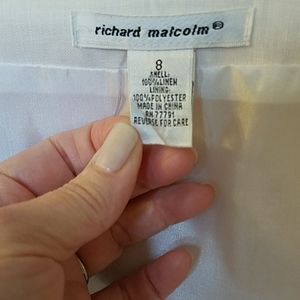 richard malcolm®
8
SHELL:
100%LINEN
LINING:
100%POLYESTER
MADE IN CHINA
RN 77791
REVERSE FOR CARE